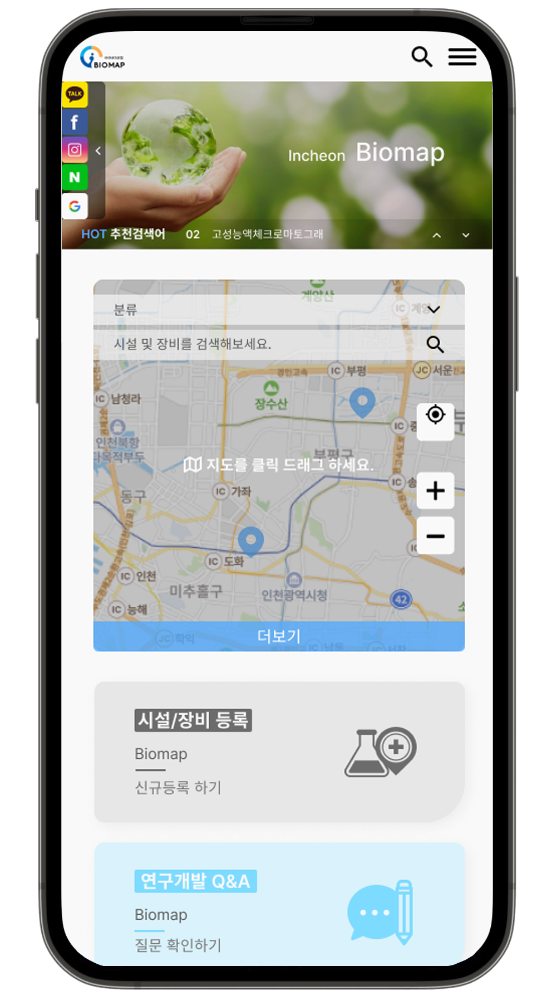 BIOMAP
TALK
f
N
G
Incheon Biomap
HOT 추천검색어 02 고성능액체크로마토그래
계양산
분류
IC 계양
시설 및 장비를 검색해보세요.
경인고속
IC 부평
JC 서운
IC 남청라
장수산
인천북항
다목적부두
IC 중
부평구
지도를 클릭 드래그 하세요.
IC 송
IC 가좌
동구
IC 도화
IC 인천
미추홀구
인천광역시청
42
IC 능해
JC 학익
더보기
IC 남동
JC 서창
시설/장비 등록
Biomap
신규등록 하기
연구개발 Q&A
Biomap
질문 확인하기